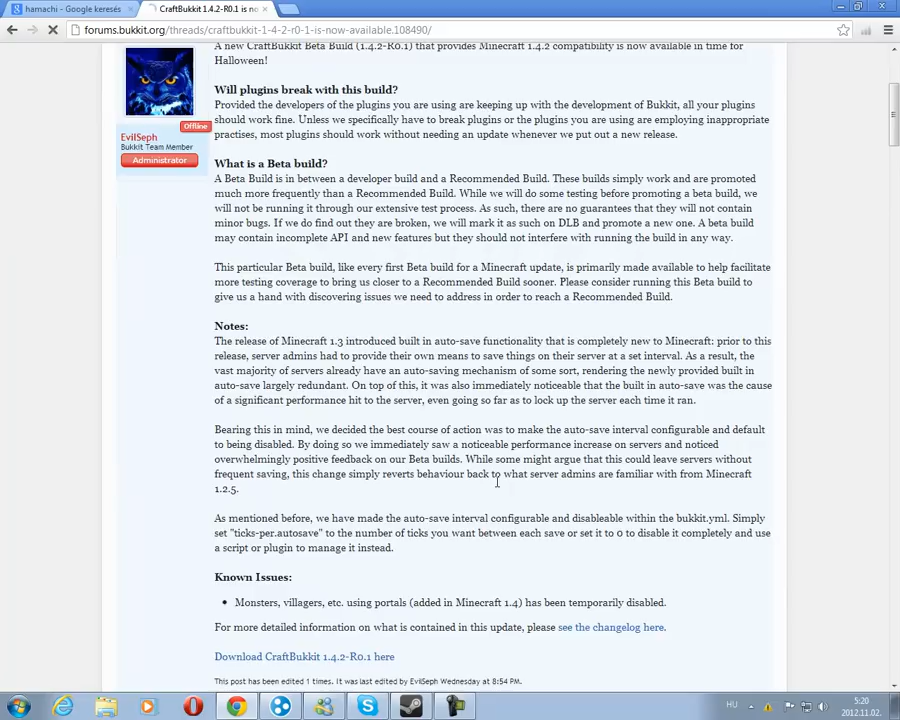 hamachi - Google keresés
CraftBukkit 1.4.2-R0.1 is no
forums.bukkit.org/threads/craftbukkit-1-4-2-r0-1-is-now-available.108490/
A new CraftBukkit Beta Build (1.4.2-R0.1) that provides Minecraft 1.4.2 compatibility is now available in time for
Halloween!
Offline
EvilSeph
Bukkit Team Member
Administrator
Will plugins break with this build?
Provided the developers of the plugins you are using are keeping up with the development of Bukkit, all your plugins
should work fine. Unless we specifically have to break plugins or the plugins you are using are employing inappropriate
practises, most plugins should work without needing an update whenever we put out a new release.
What is a Beta build?
A Beta Build is in between a developer build and a Recommended Build. These builds simply work and are promoted
much more frequently than a Recommended Build. While we will do some testing before promoting a beta build, we
will not be running it through our extensive test process. As such, there are no guarantees that they will not contain
minor bugs. If we do find out they are broken, we will mark it as such on DLB and promote a new one. A beta build
may contain incomplete API and new features but they should not interfere with running the build in any way.
This particular Beta build, like every first Beta build for a Minecraft update, is primarily made available to help facilitate
more testing coverage to bring us closer to a Recommended Build sooner. Please consider running this Beta build to
give us a hand with discovering issues we need to address in order to reach a Recommended Build.
Notes:
The release of Minecraft 1.3 introduced built in auto-save functionality that is completely new to Minecraft: prior to this
release, server admins had to provide their own means to save things on their server at a set interval. As a result, the
vast majority of servers already have an auto-saving mechanism of some sort, rendering the newly provided built in
auto-save largely redundant. On top of this, it was also immediately noticeable that the built in auto-save was the cause
of a significant performance hit to the server, even going so far as to lock up the server each time it ran.
Bearing this in mind, we decided the best course of action was to make the auto-save interval configurable and default
to being disabled. By doing so we immediately saw a noticeable performance increase on servers and noticed
overwhelmingly positive feedback on our Beta builds. While some might argue that this could leave servers without
frequent saving, this change simply reverts behaviour back to what server admins are familiar with from Minecraft
1.2.5.
As mentioned before, we have made the auto-save interval configurable and disableable within the bukkit.yml. Simply
set "ticks-per.autosave" to the number of ticks you want between each save or set it to 0 to disable it completely and use
a script or plugin to manage it instead.
Known Issues:
• Monsters, villagers, etc. using portals (added in Minecraft 1.4) has been temporarily disabled.
For more detailed information on what is contained in this update, please see the changelog here.
Download CraftBukkit 1.4.2-R0.1 here
This post has been edited 1 times. It was last edited by EvilSeph Wednesday at 8:54 PM.
HU
5:20
2012.11.02.